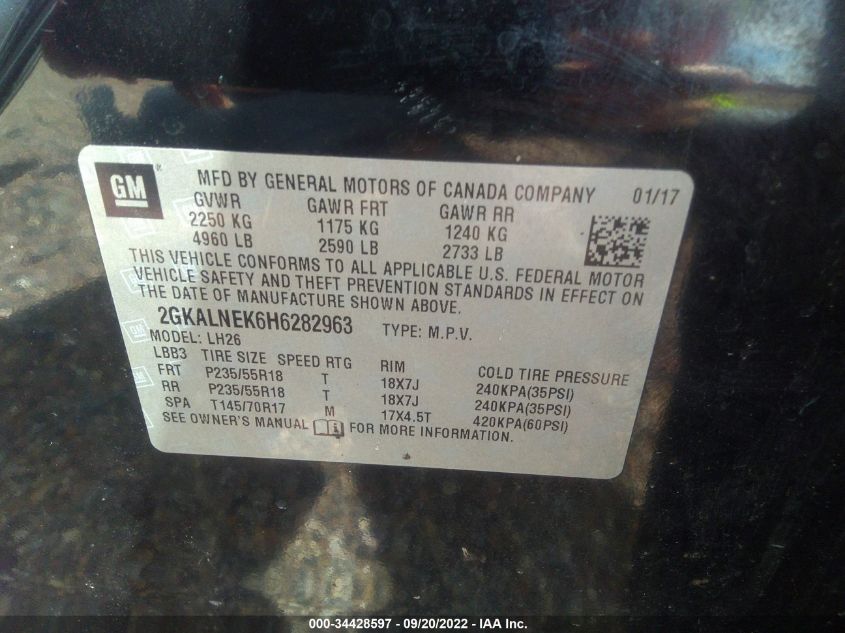 GM ® MFD BY GENERAL MOTORS OF CANADA COMPANY 01/17
GVWR GAWR FRT GAWR RR
2250 KG 1175 KG 1240 KG
4960 LB 2590 LB 2733 LB
THIS VEHICLE CONFORMS TO ALL APPLICABLE U.S. FEDERAL MOTOR
VEHICLE SAFETY AND THEFT PREVENTION STANDARDS IN EFFECT ON
THE DATE OF MANUFACTURE SHOWN ABOVE.
2GKALNEK6H6282963 TYPE: M.P.V.
MODEL: LH26
LBB3 TIRE SIZE SPEED RTG RIM COLD TIRE PRESSURE
FRT P235/55R18 T 18X7J 240KPA(35PSI)
RR P235/55R18 T 18X7J 240KPA(35PSI)
SPA T145/70R17 M 17X4.5T 420KPA(60PSI)
SEE OWNER'S MANUAL i FOR MORE INFORMATION.
000-34428597 - 09/20/2022 - IAA Inc.